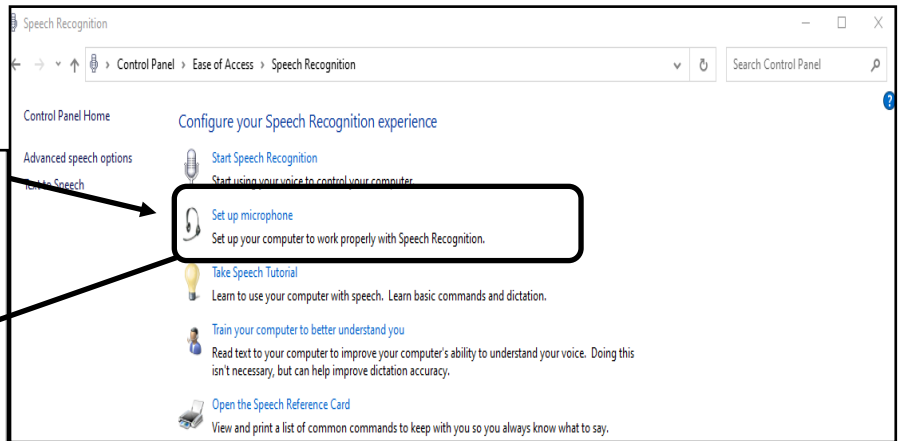 Speech Recognition
Control Panel > Ease of Access > Speech Recognition
Search Control Panel
Control Panel Home
Advanced speech options
Text to Speech
Configure your Speech Recognition experience
Start Speech Recognition
Start using your voice to control your computer.
Set up microphone
Set up your computer to work properly with Speech Recognition.
Take Speech Tutorial
Learn to use your computer with speech. Learn basic commands and dictation.
Train your computer to better understand you
Read text to your computer to improve your computer's ability to understand your voice. Doing this
isn't necessary, but can help improve dictation accuracy.
Open the Speech Reference Card
View and print a list of common commands to keep with you so you always know what to say.